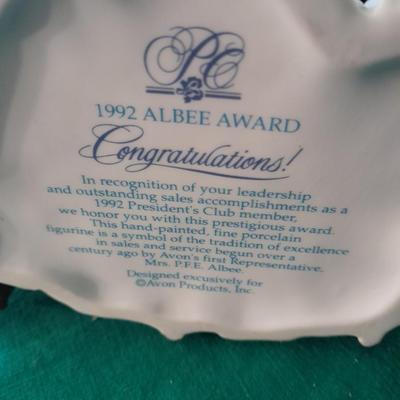 PC
1992 ALBEE AWARD
Congratulations!
In recognition of your leadership
and outstanding sales accomplishments as a
1992 President's Club member,
we honor you with this prestigious award.
This hand-painted, fine porcelain
figurine is a symbol of the tradition of excellence
in sales and service begun over a
century ago by Avon's first Representative,
Mrs. P.F.E. Albee.
Designed exclusively for
©Avon Products, Inc.